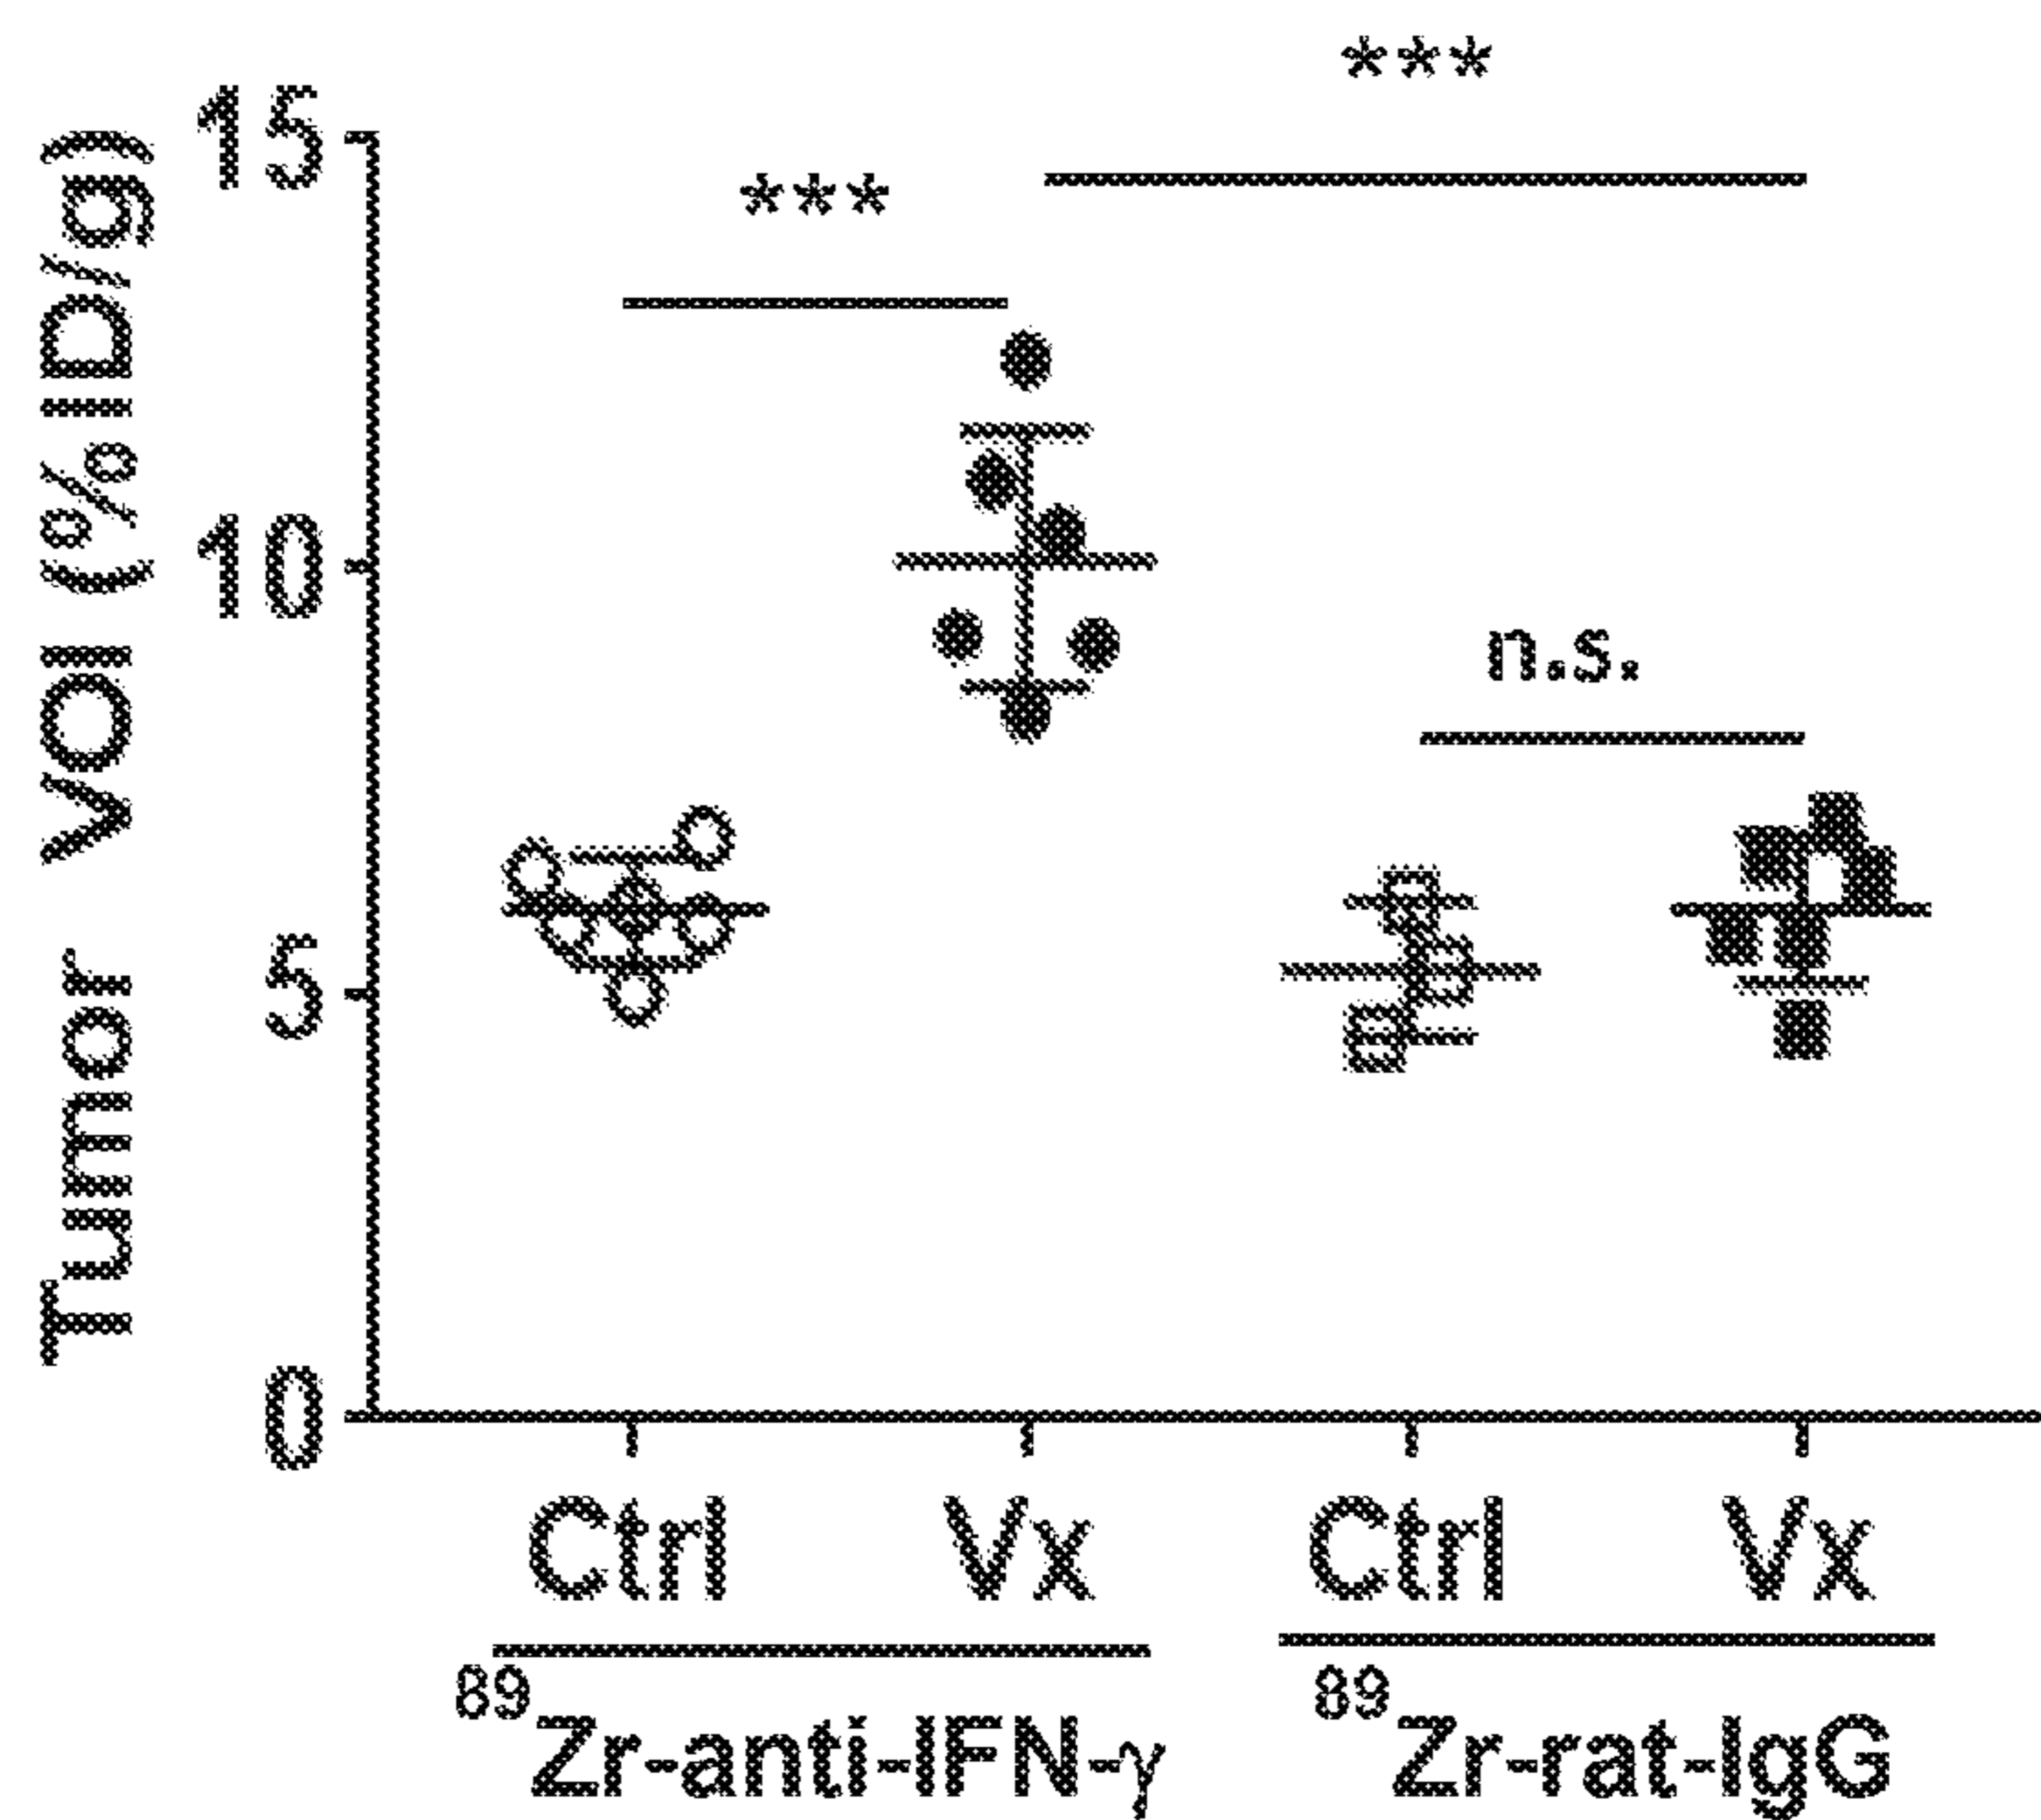 Tumor VOI (%ID/g)
15
10
5
0
***
***
n.s.
Ctrl Vx Ctrl Vx
⁸⁹Zr-anti-IFN-γ ⁸⁹Zr-rat-IgG